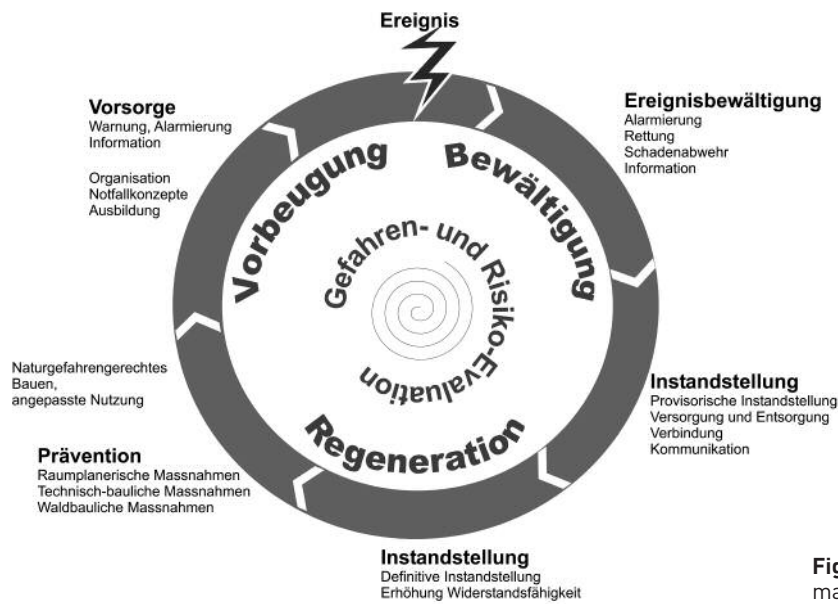 Ereignis
Vorsorge
Warnung, Alarmierung
Information
Organisation
Notfallkonzepte
Ausbildung
Ereignisbewältigung
Alarmierung
Rettung
Schadenabwehr
Information
Vorbeugung
Bewältigung
Gefahren- und Risiko-Evaluation
Regeneration
Naturgefahrengerechtes
Bauen,
angepasste Nutzung
Instandstellung
Provisorische Instandstellung
Versorgung und Entsorgung
Verbindung
Kommunikation
Prävention
Raumplanerische Massnahmen
Technisch-bauliche Massnahmen
Waldbauliche Massnahmen
Instandstellung
Definitive Instandstellung
Erhöhung Widerstandsfähigkeit